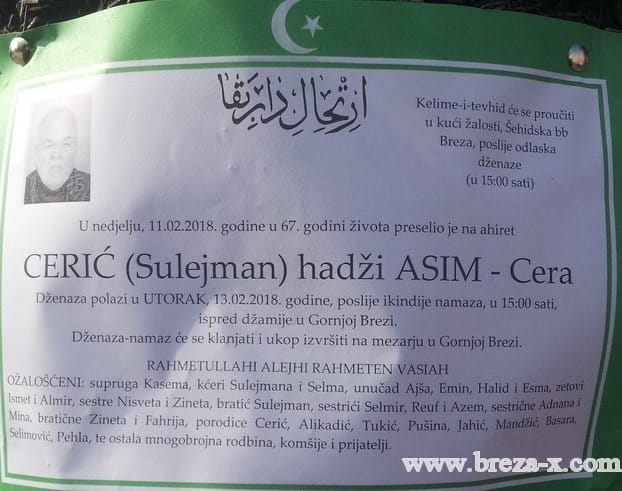 ارتحال دار بقا
Kelime-i-tevhid će se proučiti
u kući žalosti, Šehidska bb
Breza, poslije odlaska
dženaze
(u 15:00 sati)
U nedjelju, 11.02.2018. godine u 67. godini života preselio je na ahiret
CERIĆ (Sulejman) hadži ASIM - Cera
Dženaza polazi u UTORAK, 13.02.2018. godine, poslije ikindije namaza, u 15:00 sati,
ispred džamije u Gornjoj Brezi.
Dženaza-namaz će se klanjati i ukop izvršiti na mezarju u Gornjoj Brezi.
RAHMETULLAHI ALEJHI RAHMETEN VASIAH
OŽALOŠĆENI: supruga Kasema, kćeri Sulejmana i Selma, unučad Ajša, Emin, Halid i Esma, zetovi
Ismet i Almir, sestre Nisveta i Zineta, bratić Sulejman, sestrići Selmir, Reuf i Azem, sestrične Adnana i
Mina, bratične Zineta i Fahrija, porodice Cerić, Alikadić, Tukić, Pušina, Jahić, Mandžić, Basara,
Selimović, Pehla, te ostala mnogobrojna rodbina, komšije i prijatelji.
www.breza-x.com